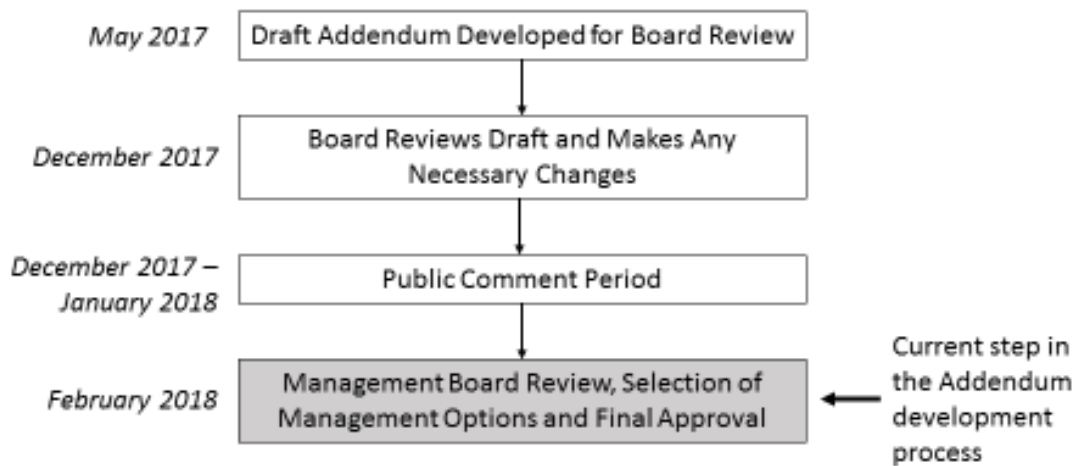 May 2017
Draft Addendum Developed for Board Review
December 2017
Board Reviews Draft and Makes Any
Necessary Changes
December 2017 –
January 2018
Public Comment Period
February 2018
Management Board Review, Selection of
Management Options and Final Approval
Current step in
the Addendum
development
process